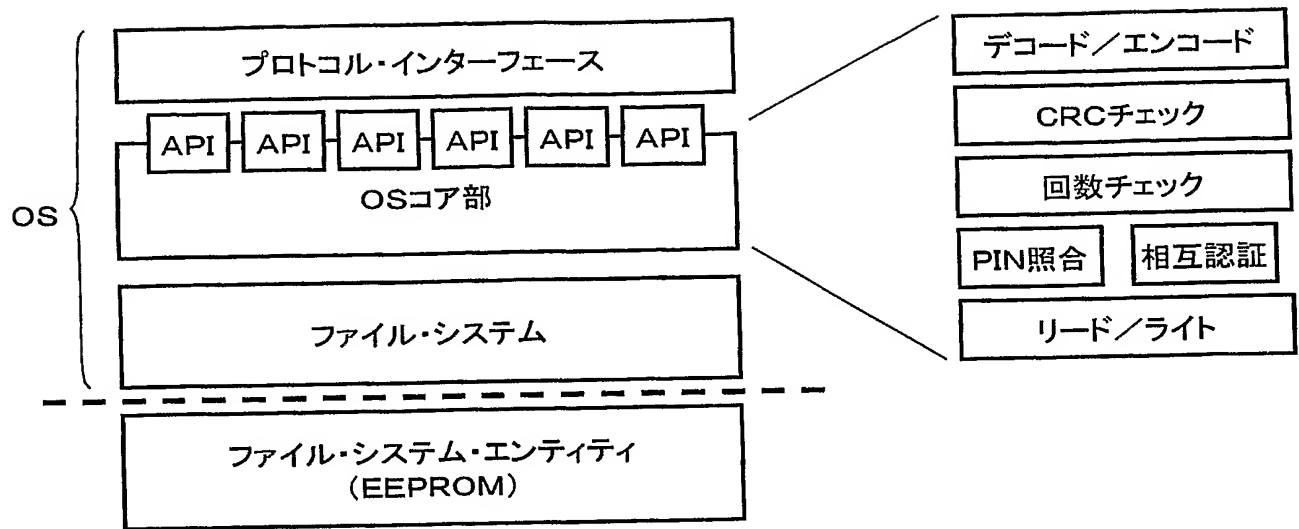 プロトコル・インターフェース
API API API API API API
OSコア部
OS
ファイル・システム
ファイル・システム・エンティティ
(EEPROM)
デコード／エンコード
CRCチェック
回数チェック
PIN照合 相互認証
リード／ライト